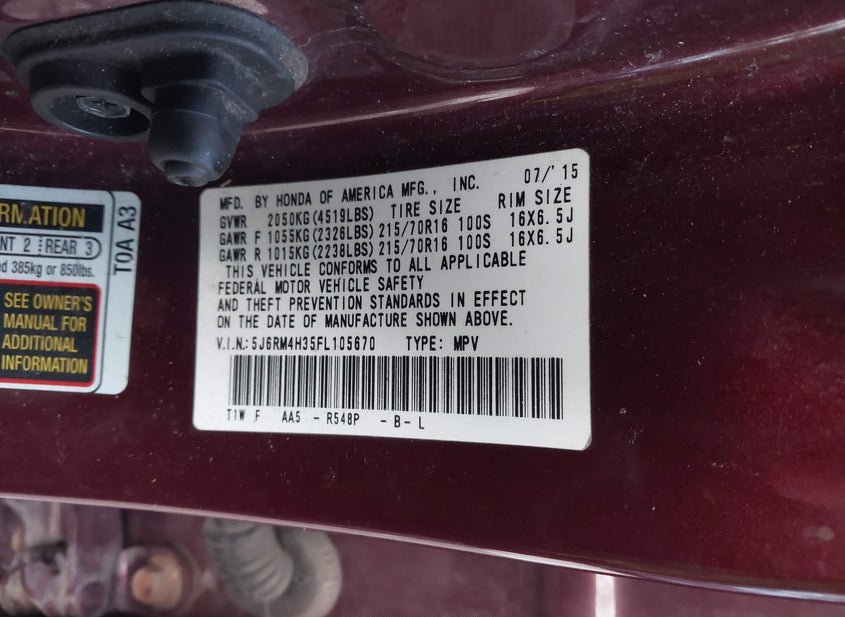 MFD. BY HONDA OF AMERICA MFG., INC. 07/'15
GVWR 2050KG(4519LBS) TIRE SIZE RIM SIZE
GAWR F 1055KG(2326LBS) 215/70R16 100S 16X6.5J
GAWR R 1015KG(2238LBS) 215/70R16 100S 16X6.5J
THIS VEHICLE CONFORMS TO ALL APPLICABLE
FEDERAL MOTOR VEHICLE SAFETY
AND THEFT PREVENTION STANDARDS IN EFFECT
ON THE DATE OF MANUFACTURE SHOWN ABOVE.
V.I.N.:5J6RM4H35FL105670 TYPE: MPV
T1W F AA5 - R548P - B - L
RMATION
NT 2 REAR 3
d 385kg or 850lbs.
SEE OWNER'S
MANUAL FOR
ADDITIONAL
INFORMATION
T0A A3